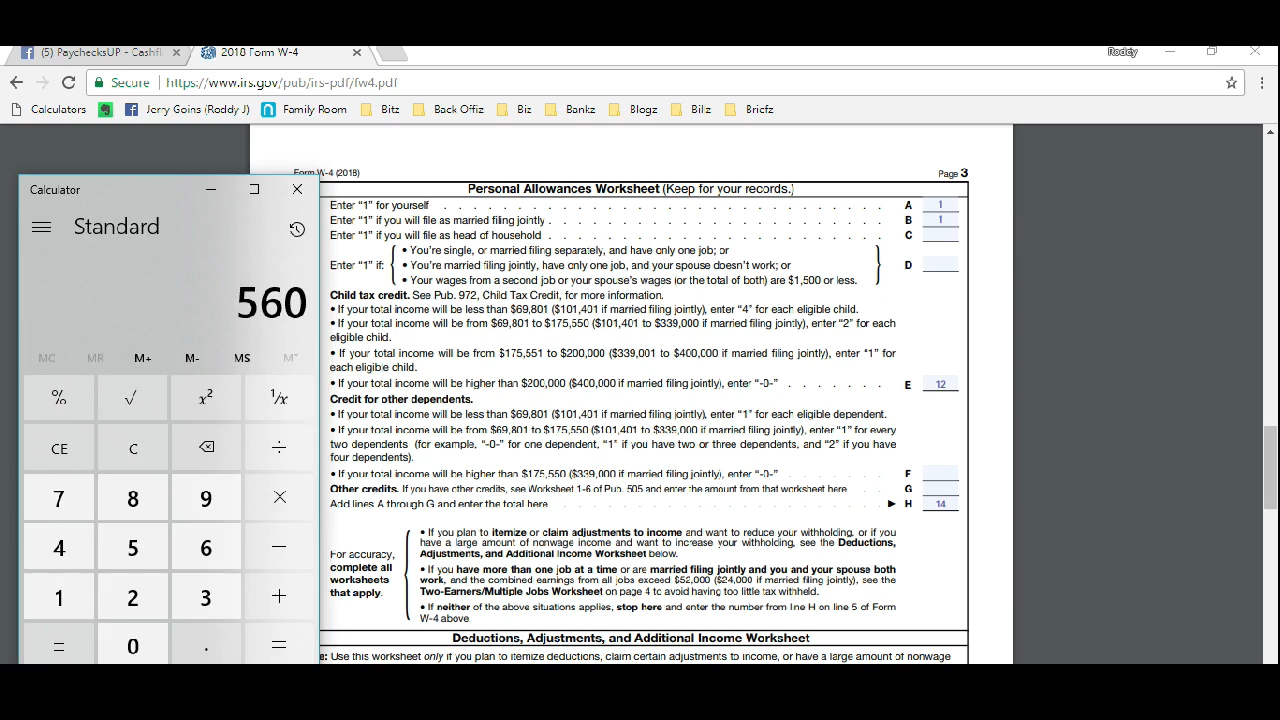 (5) PaychecksUP - Cashfl
2018 Form W-4
Roddy
Secure
https://www.irs.gov/pub/irs-pdf/fw4.pdf
Calculators
Jerry Goins (Roddy J)
Family Room
Bitz
Back Offiz
Biz
Bankz
Blogz
Billz
Briefz
Form W-4 (2018)
Page 3
Personal Allowances Worksheet (Keep for your records.)
Enter “1” for yourself . . . . . . . . . . . . . . . . . . . . . . . . A 1
Enter “1” if you will file as married filing jointly . . . . . . . . . . . . . . . . . . B 1
Enter “1” if you will file as head of household . . . . . . . . . . . . . . . . . . C
• You’re single, or married filing separately, and have only one job; or
Enter “1” if: { • You’re married filing jointly, have only one job, and your spouse doesn’t work; or } D
• Your wages from a second job or your spouse’s wages (or the total of both) are $1,500 or less.
Child tax credit. See Pub. 972, Child Tax Credit, for more information.
• If your total income will be less than $69,801 ($101,401 if married filing jointly), enter “4” for each eligible child.
• If your total income will be from $69,801 to $175,550 ($101,401 to $339,000 if married filing jointly), enter “2” for each
eligible child.
• If your total income will be from $175,551 to $200,000 ($339,001 to $400,000 if married filing jointly), enter “1” for
each eligible child.
• If your total income will be higher than $200,000 ($400,000 if married filing jointly), enter “-0-” . . . . . . . E 12
Credit for other dependents.
• If your total income will be less than $69,801 ($101,401 if married filing jointly), enter “1” for each eligible dependent.
• If your total income will be from $69,801 to $175,550 ($101,401 to $339,000 if married filing jointly), enter “1” for every
two dependents (for example, “-0-” for one dependent, “1” if you have two or three dependents, and “2” if you have
four dependents).
• If your total income will be higher than $175,550 ($339,000 if married filing jointly), enter “-0-” . . . . . . . F
Other credits. If you have other credits, see Worksheet 1-6 of Pub. 505 and enter the amount from that worksheet here . . G
Add lines A through G and enter the total here . . . . . . . . . . . . . . . . . ▶ H 14
• If you plan to itemize or claim adjustments to income and want to reduce your withholding, or if you
have a large amount of nonwage income and want to increase your withholding, see the Deductions,
Adjustments, and Additional Income Worksheet below.
For accuracy,
complete all
worksheets
that apply.
• If you have more than one job at a time or are married filing jointly and you and your spouse both
work, and the combined earnings from all jobs exceed $52,000 ($24,000 if married filing jointly), see the
Two-Earners/Multiple Jobs Worksheet on page 4 to avoid having too little tax withheld.
• If neither of the above situations applies, stop here and enter the number from line H on line 5 of Form
W-4 above.
Deductions, Adjustments, and Additional Income Worksheet
e: Use this worksheet only if you plan to itemize deductions, claim certain adjustments to income, or have a large amount of nonwage
Calculator
Standard
560
MC MR M+ M- MS M˅
% √ x² ¹/x
CE C ⌫ ÷
7 8 9 ×
4 5 6 −
1 2 3 +
0 . =